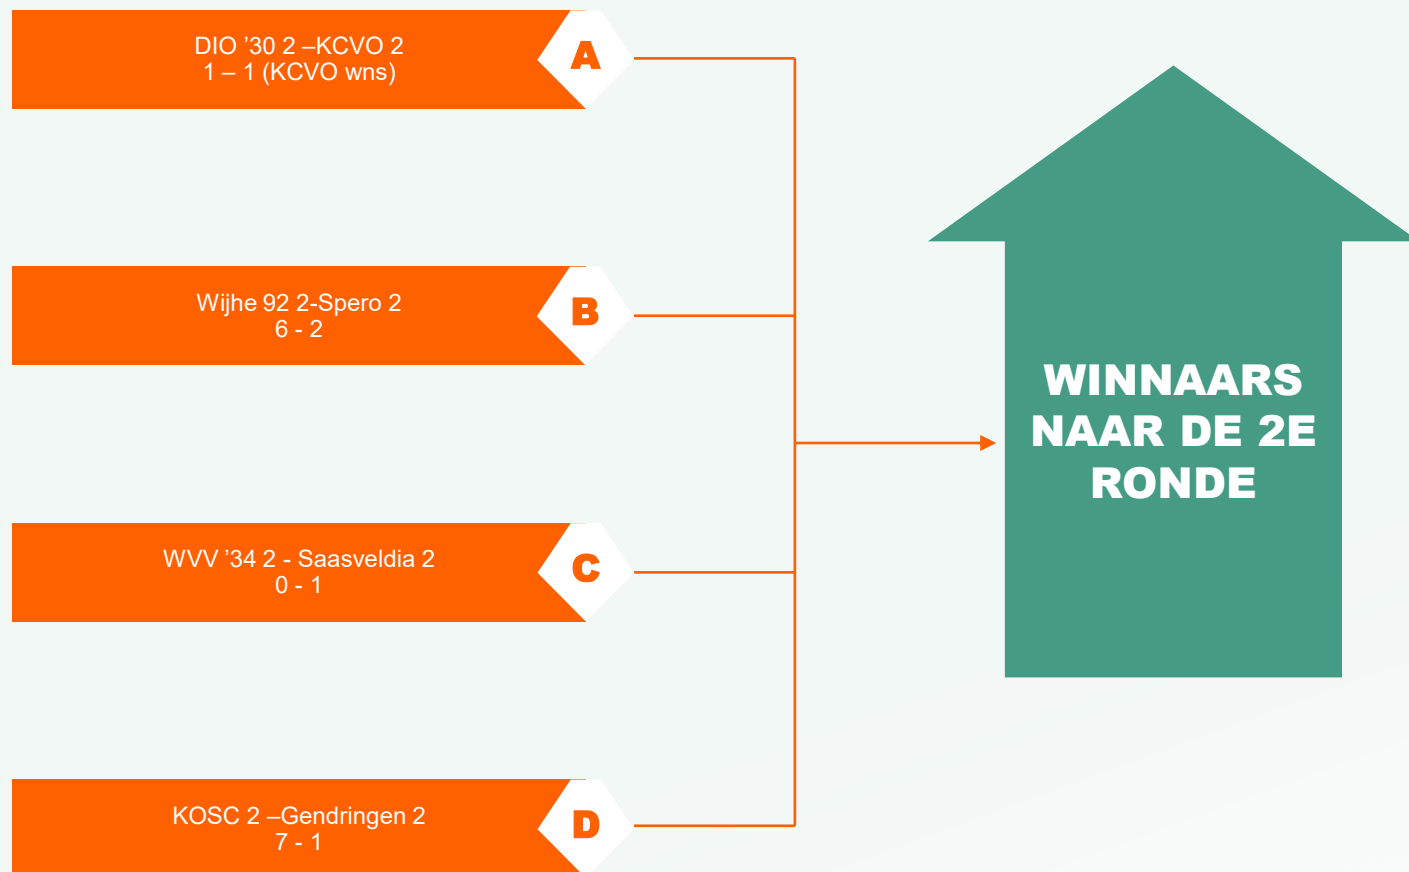 DIO ’30 2 –KCVO 2
1 – 1 (KCVO wns)
A
Wijhe 92 2-Spero 2
6 - 2
B
WVV ’34 2 - Saasveldia 2
0 - 1
C
KOSC 2 –Gendringen 2
7 - 1
D
WINNAARS
NAAR DE 2E
RONDE